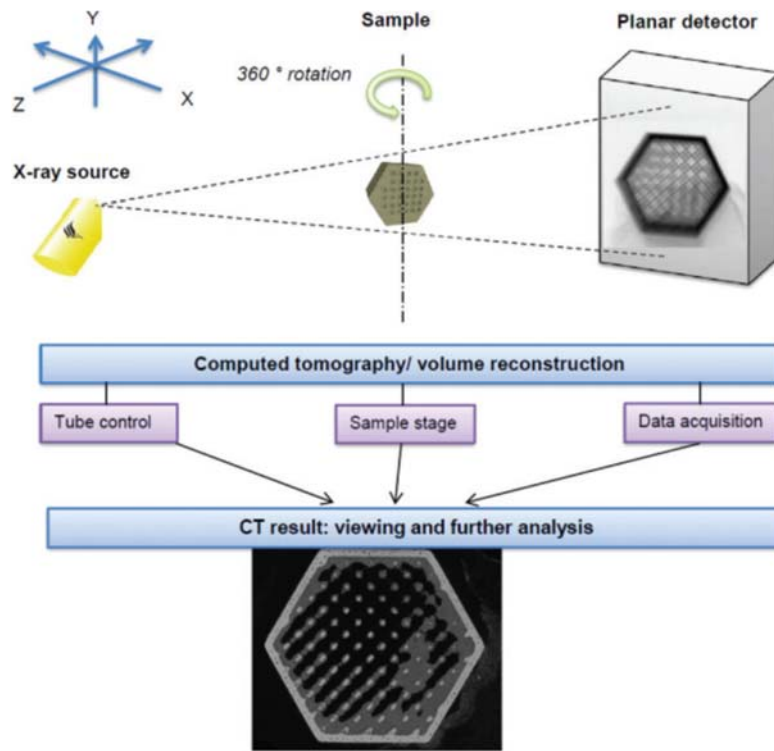 Y
Z
X
Sample
360 ° rotation
Planar detector
X-ray source
Computed tomography/ volume reconstruction
Tube control
Sample stage
Data acquisition
CT result: viewing and further analysis